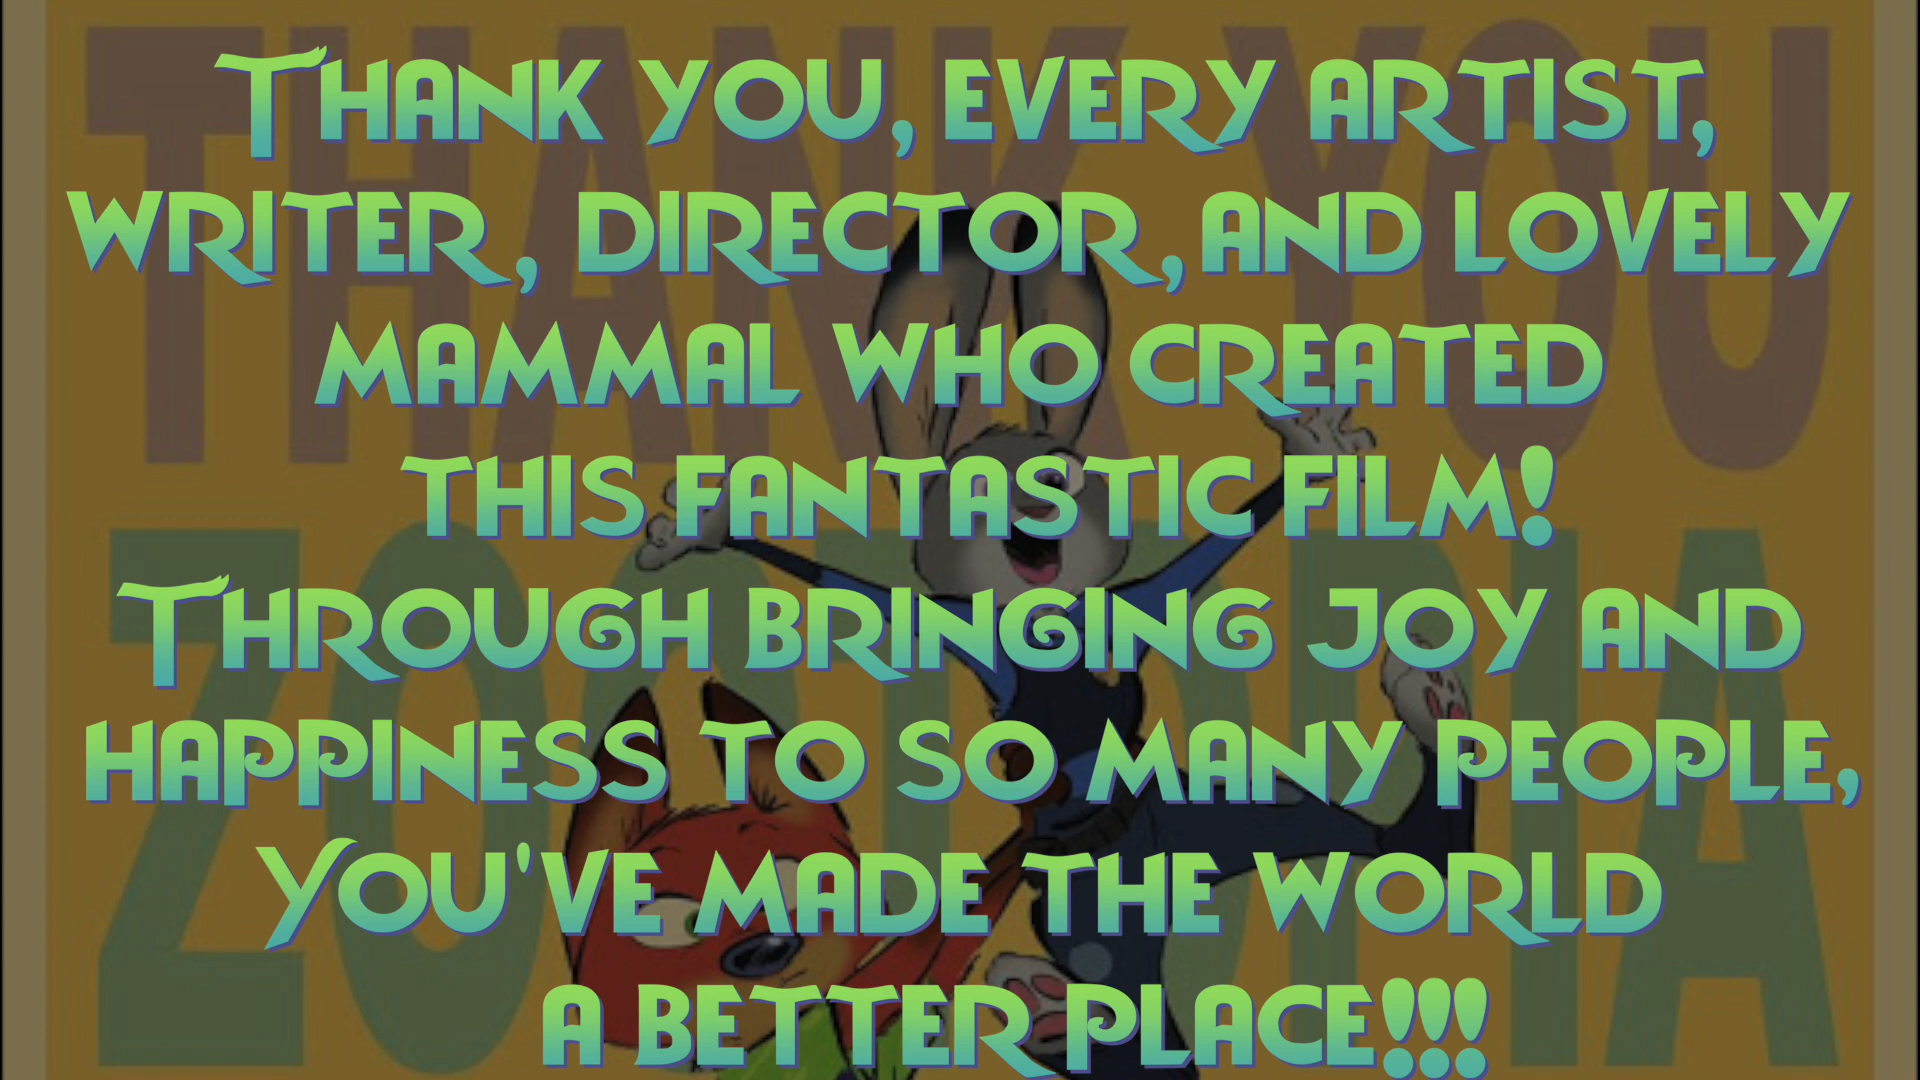 THANK YOU
ZOOTOPIA
Thank you, every artist,
writer, director, and lovely
mammal who created
this fantastic film!
Through bringing joy and
happiness to so many people,
You've made the world
a better place!!!